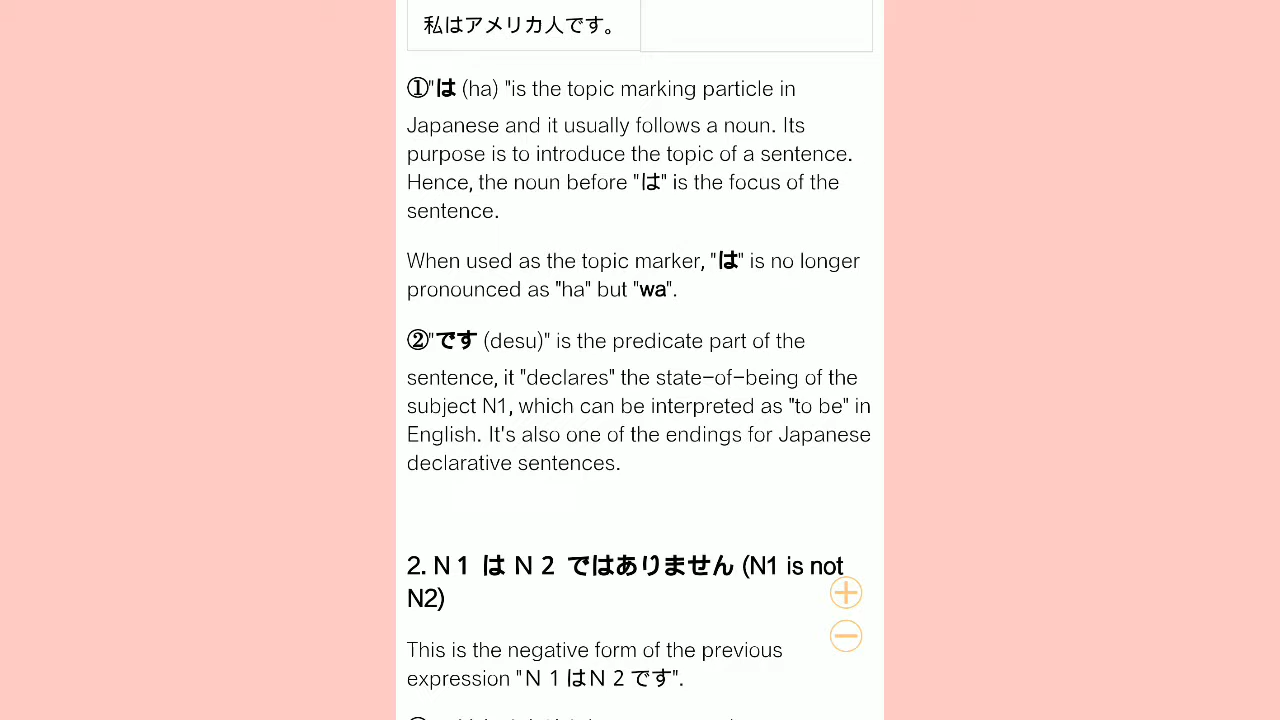 私はアメリカ人です。
①"は (ha) "is the topic marking particle in
Japanese and it usually follows a noun. Its
purpose is to introduce the topic of a sentence.
Hence, the noun before "は" is the focus of the
sentence.
When used as the topic marker, "は" is no longer
pronounced as "ha" but "wa".
②"です (desu)" is the predicate part of the
sentence, it "declares" the state-of-being of the
subject N1, which can be interpreted as "to be" in
English. It's also one of the endings for Japanese
declarative sentences.
2. N１ は N２ ではありません (N1 is not
N2)
This is the negative form of the previous
expression "N１はN２です".